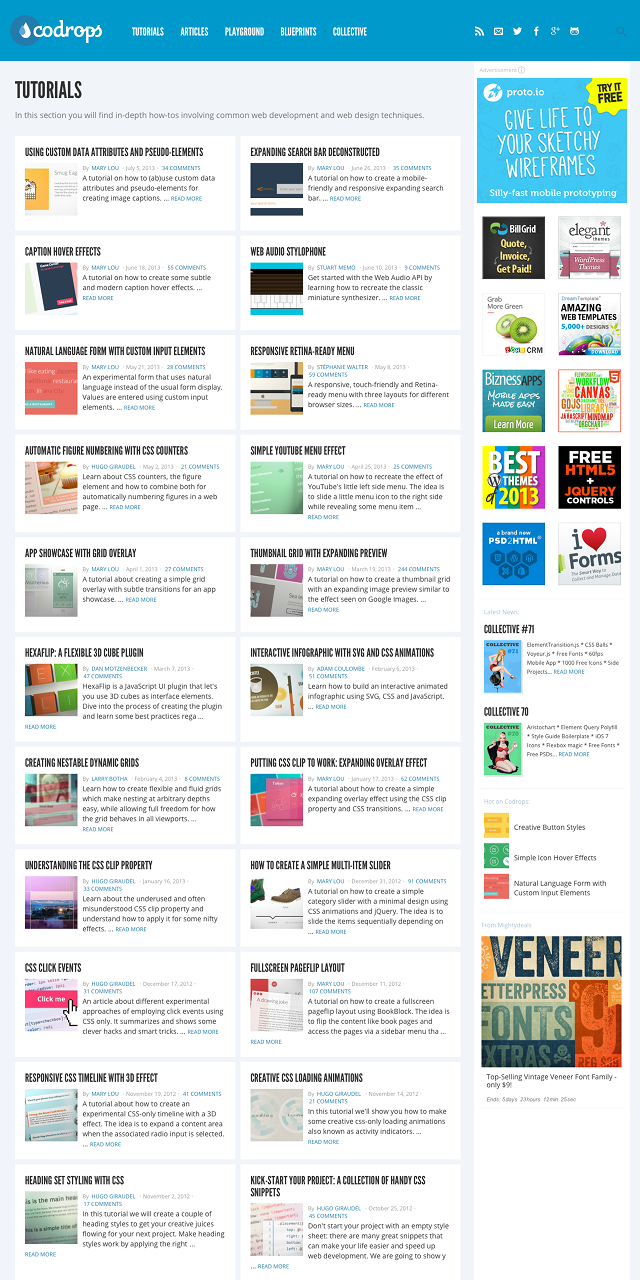 codrops
TUTORIALS
ARTICLES
PLAYGROUND
BLUEPRINTS
COLLECTIVE
TUTORIALS
In this section you will find in-depth how-tos involving common web development and web design techniques.
USING CUSTOM DATA ATTRIBUTES AND PSEUDO-ELEMENTS
By MARY LOU · July 5, 2013 · 34 COMMENTS
A tutorial on how to (ab)use custom data
attributes and pseudo-elements for
creating image captions. ... READ MORE
EXPANDING SEARCH BAR DECONSTRUCTED
By MARY LOU · June 26, 2013 · 35 COMMENTS
A tutorial on how to create a mobile-
friendly and responsive expanding search
bar. ... READ MORE
CAPTION HOVER EFFECTS
By MARY LOU · June 18, 2013 · 55 COMMENTS
A tutorial on how to create some subtle
and modern caption hover effects. ...
READ MORE
WEB AUDIO STYLOPHONE
By STUART MEMO · June 10, 2013 · 9 COMMENTS
Get started with the Web Audio API by
learning how to recreate the classic
miniature synthesizer. ... READ MORE
NATURAL LANGUAGE FORM WITH CUSTOM INPUT ELEMENTS
By MARY LOU · May 21, 2013 · 28 COMMENTS
An experimental form that uses natural
language instead of the usual form display.
Values are entered using custom input
elements. ... READ MORE
RESPONSIVE RETINA-READY MENU
By STÉPHANIE WALTER · May 8, 2013 ·
59 COMMENTS
A responsive, touch-friendly and Retina-
ready menu with three layouts for different
browser sizes. ... READ MORE
AUTOMATIC FIGURE NUMBERING WITH CSS COUNTERS
By HUGO GIRAUDEL · May 2, 2013 · 21 COMMENTS
Learn about CSS counters, the figure
element and how to combine both for
automatically numbering figures in a web
page. ... READ MORE
SIMPLE YOUTUBE MENU EFFECT
By MARY LOU · April 25, 2013 · 25 COMMENTS
A tutorial on how to recreate the effect of
YouTube's little left side menu. The idea is
to slide a little menu icon to the right side
while revealing some menu item ...
READ MORE
APP SHOWCASE WITH GRID OVERLAY
By MARY LOU · April 1, 2013 · 27 COMMENTS
A tutorial about creating a simple grid
overlay with subtle transitions for an app
showcase. ... READ MORE
THUMBNAIL GRID WITH EXPANDING PREVIEW
By MARY LOU · March 19, 2013 · 244 COMMENTS
A tutorial on how to create a thumbnail grid
with an expanding image preview similar to
the effect seen on Google Images. ...
READ MORE
HEXAFLIP: A FLEXIBLE 3D CUBE PLUGIN
By DAN MOTZENBECKER · March 7, 2013 ·
47 COMMENTS
HexaFlip is a JavaScript UI plugin that let's
you use 3D cubes as interface elements.
Dive into the process of creating the plugin
and learn some best practices rega ...
READ MORE
INTERACTIVE INFOGRAPHIC WITH SVG AND CSS ANIMATIONS
By ADAM COULOMBE · February 6, 2013 ·
51 COMMENTS
Learn how to build an interactive animated
infographic using SVG, CSS and JavaScript.
... READ MORE
CREATING NESTABLE DYNAMIC GRIDS
By LARRY BOTHA · February 4, 2013 · 8 COMMENTS
Learn how to create flexible and fluid grids
which make nesting at arbitrary depths
easy, while allowing full freedom for how
the grid behaves in all viewports. ...
READ MORE
PUTTING CSS CLIP TO WORK: EXPANDING OVERLAY EFFECT
By MARY LOU · January 17, 2013 · 62 COMMENTS
A tutorial about how to create a simple
expanding overlay effect using the CSS clip
property and CSS transitions. ... READ MORE
UNDERSTANDING THE CSS CLIP PROPERTY
By HUGO GIRAUDEL · January 16, 2013 ·
33 COMMENTS
Learn about the underused and often
misunderstood CSS clip property and
understand how to apply it for some nifty
effects. ... READ MORE
HOW TO CREATE A SIMPLE MULTI-ITEM SLIDER
By MARY LOU · December 31, 2012 · 91 COMMENTS
A tutorial on how to create a simple
category slider with a minimal design using
CSS animations and jQuery. The idea is to
slide the items sequentially depending on
... READ MORE
CSS CLICK EVENTS
By HUGO GIRAUDEL · December 17, 2012 ·
31 COMMENTS
Click me
An article about different experimental
approaches of employing click events using
CSS only. It summarizes and shows some
clever hacks and smart tricks. ... READ MORE
FULLSCREEN PAGEFLIP LAYOUT
By MARY LOU · December 11, 2012 ·
107 COMMENTS
A tutorial on how to create a fullscreen
pageflip layout using BookBlock. The idea is
to flip the content like book pages and
access the pages via a sidebar menu tha ...
READ MORE
RESPONSIVE CSS TIMELINE WITH 3D EFFECT
By MARY LOU · November 19, 2012 · 41 COMMENTS
A tutorial about how to create an
experimental CSS-only timeline with a 3D
effect. The idea is to expand a content area
when the associated radio input is selected.
... READ MORE
CREATIVE CSS LOADING ANIMATIONS
By HUGO GIRAUDEL · November 14, 2012 ·
21 COMMENTS
In this tutorial we'll show you how to make
some creative css-only loading animations
also known as activity indicators. ...
READ MORE
HEADING SET STYLING WITH CSS
By HUGO GIRAUDEL · November 2, 2012 ·
17 COMMENTS
In this tutorial we will create a couple of
heading styles to get your creative juices
flowing for your next project. Make heading
styles work by applying the right ...
READ MORE
KICK-START YOUR PROJECT: A COLLECTION OF HANDY CSS
SNIPPETS
By HUGO GIRAUDEL · October 25, 2012 ·
45 COMMENTS
Don't start your project with an empty style
sheet: there are many great snippets that
can make your life easier and speed up
web development. We are going to show y
... READ MORE
Advertisement
proto.io
TRY IT
FREE
GIVE LIFE TO
YOUR SKETCHY
WIREFRAMES
Silly-fast mobile prototyping
BillGrid
Quote,
Invoice,
Get Paid!
elegant
themes
WordPress
Themes
Grab
More Green
ZOHO CRM
DreamTemplate
AMAZING
WEB TEMPLATES
5,000+ DESIGNS
DOWNLOAD
BIZNESSAPPS
MOBILE APPS
MADE EASY
Learn More
FLOWCHART
WORKFLOW
CANVAS
GOJS
LIBRARY
JAVASCRIPT MINDMAP
ORGCHART
BEST
WTHEMES
of 2013
FREE
HTML5
+
JQUERY
CONTROLS
a brand new
PSD2HTML
i
Forms
The Smart Way to
Collect and Manage Data
Latest News:
COLLECTIVE #71
COLLECTIVE
#71
ElementTransition.js * CSS Balls *
Voyeur.js * Free Fonts * 60fps
Mobile App * 1000 Free Icons * Side
Projects... READ MORE
COLLECTIVE 70
COLLECTIVE
#70
Aristochart * Element Query Polyfill
* Style Guide Boilerplate * iOS 7
Icons * Flexbox magic * Free Fonts *
Free PSDs... READ MORE
Hot on Codrops:
Creative Button Styles
Simple Icon Hover Effects
Natural Language Form with
Custom Input Elements
From Mightydeals
VENEER
LETTERPRESS
FONTS
$9
XTRAS
REG $35
Top-Selling Vintage Veneer Font Family -
only $9!
Ends: 5days 23hours 12min 25sec